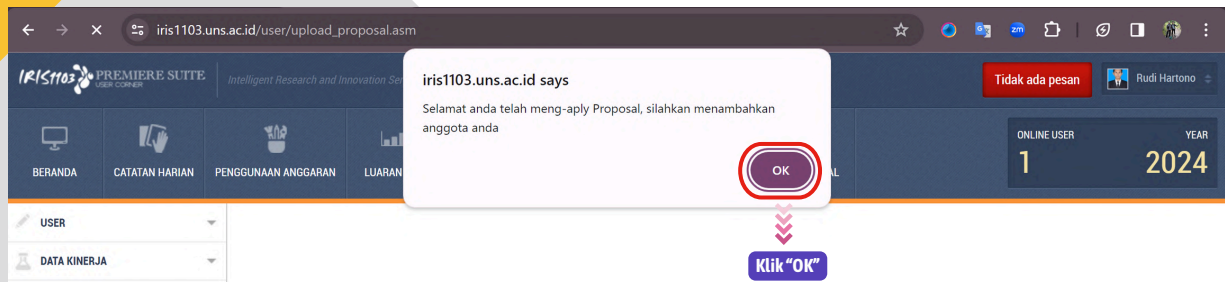 iris1103.uns.ac.id/user/upload_proposal.asm
zm
IRIS1103 PREMIERE SUITE
USER CORNER
Intelligent Research and Innovation Ser
iris1103.uns.ac.id says
Selamat anda telah meng-aply Proposal, silahkan menambahkan
anggota anda
OK
Tidak ada pesan
Rudi Hartono
BERANDA
CATATAN HARIAN
PENGGUNAAN ANGGARAN
LUARAN
AL
ONLINE USER
1
YEAR
2024
USER
DATA KINERJA
Klik “OK”